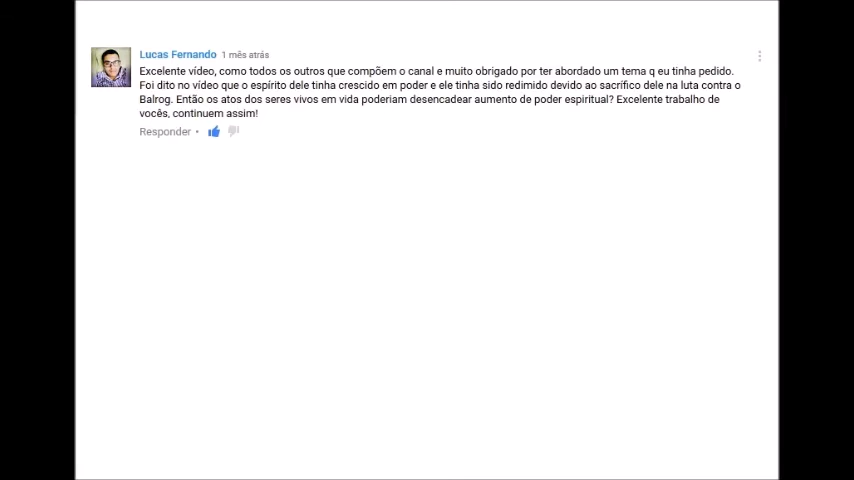 Lucas Fernando 1 mês atrás
Excelente vídeo, como todos os outros que compõem o canal e muito obrigado por ter abordado um tema q eu tinha pedido.
Foi dito no vídeo que o espírito dele tinha crescido em poder e ele tinha sido redimido devido ao sacrífico dele na luta contra o
Balrog. Então os atos dos seres vivos em vida poderiam desencadear aumento de poder espiritual? Excelente trabalho de
vocês, continuem assim!
Responder •